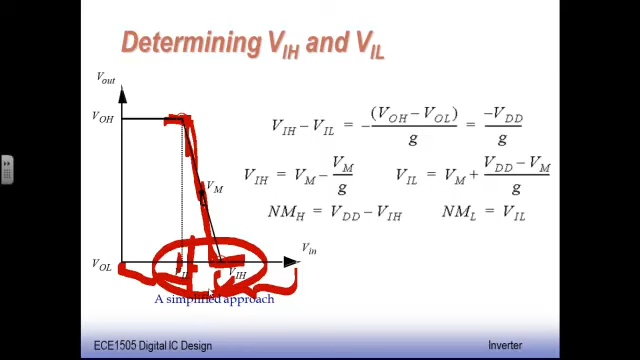 Determining V_IH and V_IL
V_out
V_OH
V_IH − V_IL = −(V_OH − V_OL)/g = −V_DD/g
V_IH = V_M − V_M/g    V_IL = V_M + (V_DD − V_M)/g
V_M
NM_H = V_DD − V_IH    NM_L = V_IL
V_in
V_OL
V_IH
A simplified approach
ECE1505 Digital IC Design
Inverter